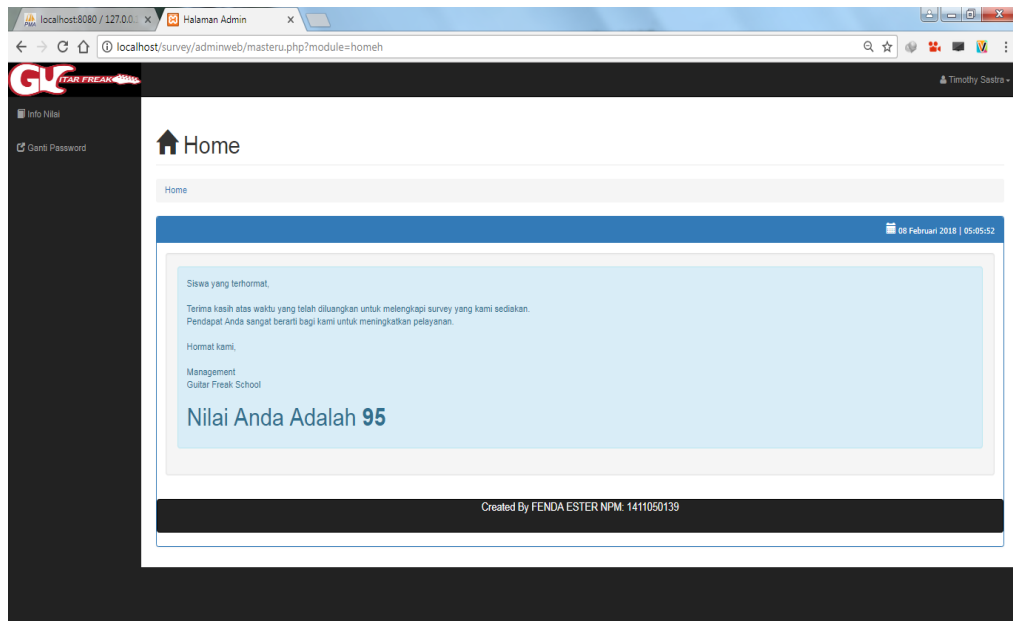 localhost:8080 / 127.0.0.
Halaman Admin
localhost/survey/adminweb/masteru.php?module=homeh
GUITAR FREAK
Timothy Sastra
Info Nilai
Ganti Password
Home
Home
08 Februari 2018 | 05:05:52
Siswa yang terhormat,
Terima kasih atas waktu yang telah diluangkan untuk melengkapi survey yang kami sediakan.
Pendapat Anda sangat berarti bagi kami untuk meningkatkan pelayanan.
Hormat kami,
Management
Guitar Freak School
Nilai Anda Adalah 95
Created By FENDA ESTER NPM: 1411050139